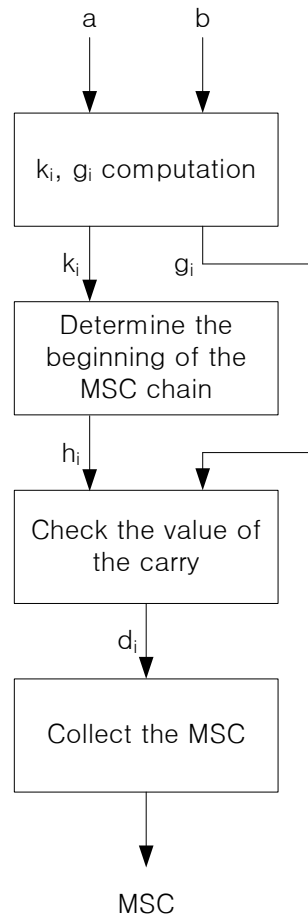 a
b
kᵢ, gᵢ computation
kᵢ
gᵢ
Determine the
beginning of the
MSC chain
hᵢ
Check the value of
the carry
dᵢ
Collect the MSC
MSC